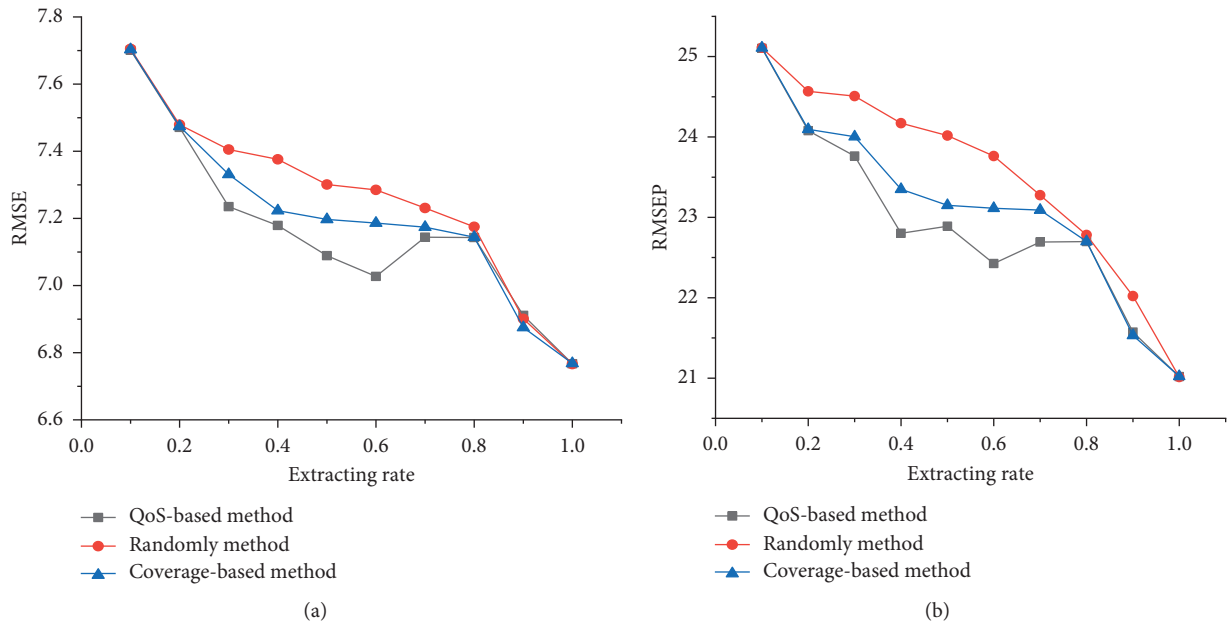 7.8
7.6
7.4
7.2
7.0
6.8
6.6
RMSE
0.0 0.2 0.4 0.6 0.8 1.0
Extracting rate
QoS-based method
Randomly method
Coverage-based method
(a)
25
24
23
22
21
RMSEP
0.0 0.2 0.4 0.6 0.8 1.0
Extracting rate
QoS-based method
Randomly method
Coverage-based method
(b)